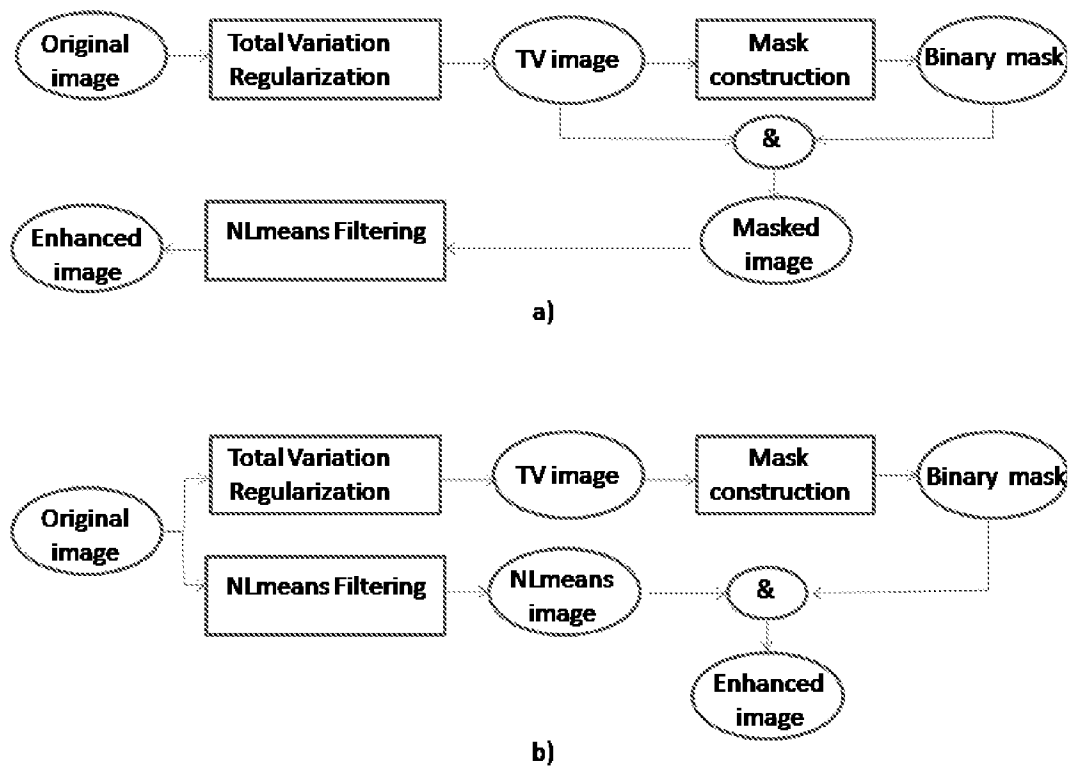 Original
image
Total Variation
Regularization
TV image
Mask
construction
Binary mask
&
Enhanced
image
NLmeans Filtering
Masked
image
a)
Original
image
Total Variation
Regularization
TV image
Mask
construction
Binary mask
NLmeans Filtering
NLmeans
image
&
Enhanced
image
b)